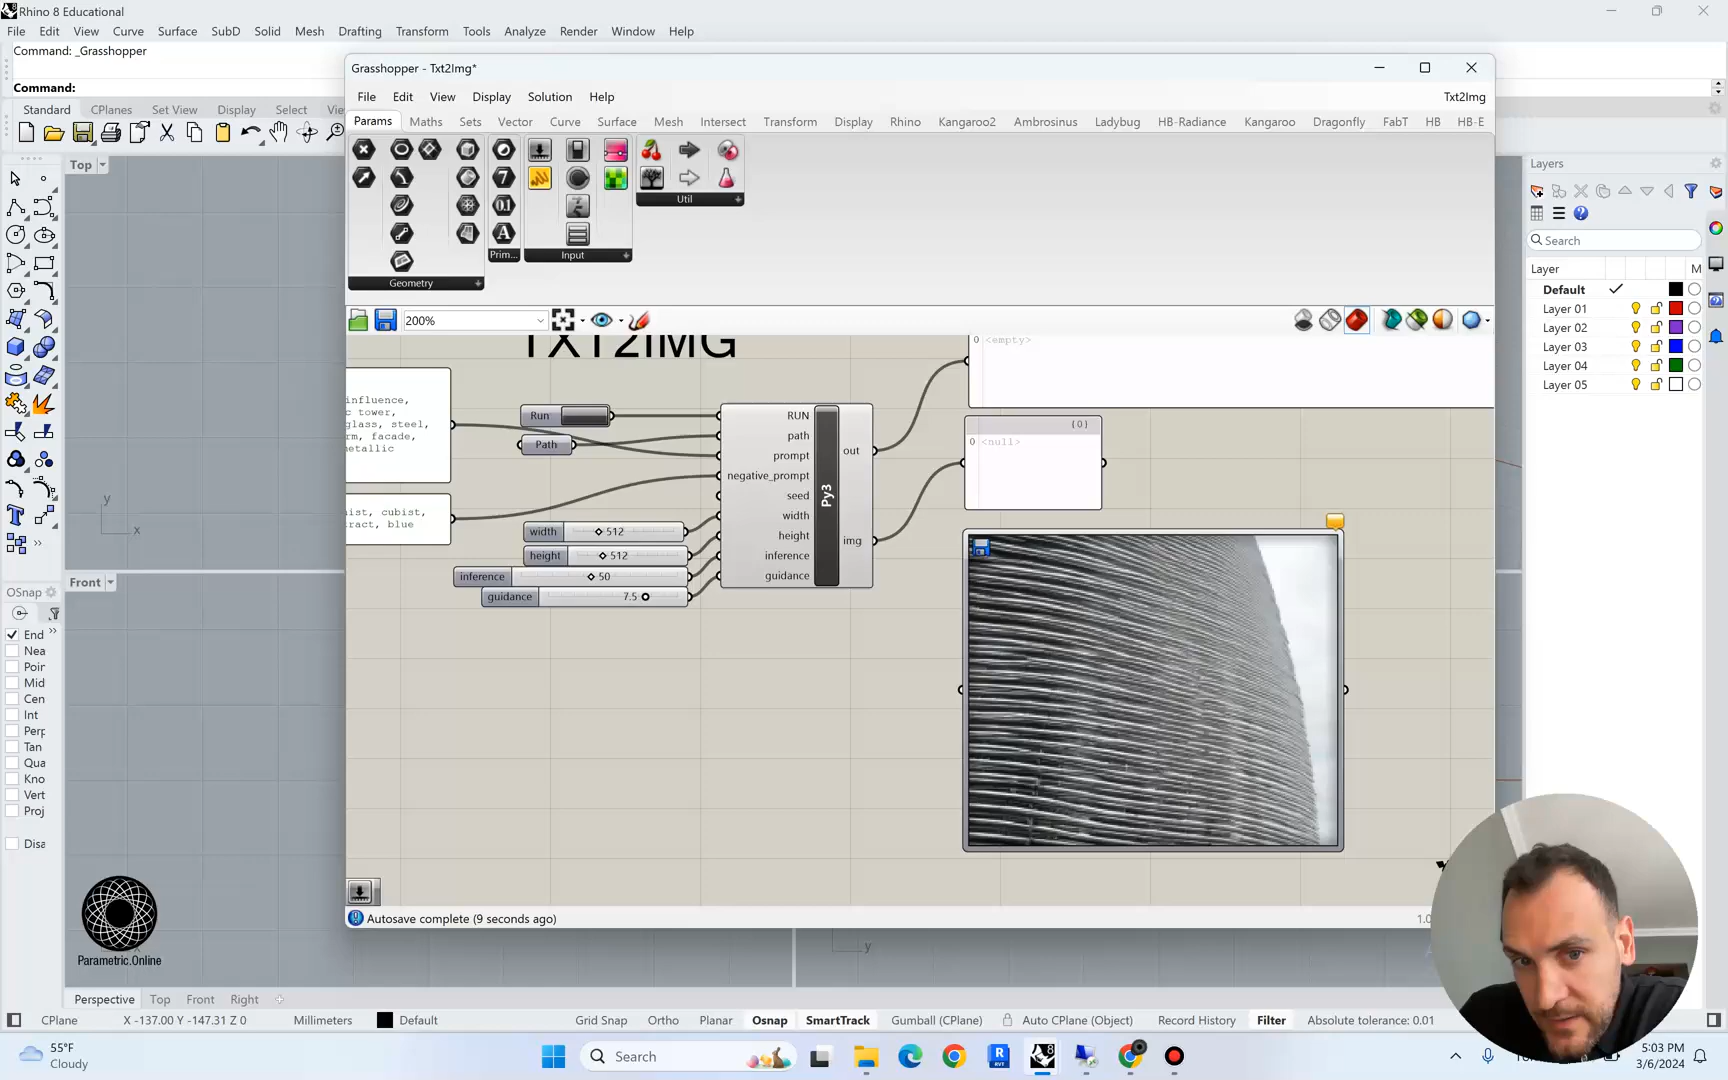 Rhino 8 Educational
File Edit View Curve Surface SubD Solid Mesh Drafting Transform Tools Analyze Render Window Help
Command: _Grasshopper
Command:
Standard CPlanes Set View Display Select
Grasshopper - Txt2Img*
File Edit View Display Solution Help
Txt2Img
Params Maths Sets Vector Curve Surface Mesh Intersect Transform Display Rhino Kangaroo2 Ambrosinus Ladybug HB-Radiance Kangaroo Dragonfly FabT HB HB-E
Geometry
Prim...
Input
Util
200%
TXT2IMG
influence,
c tower,
glass, steel,
rm, facade,
metallic
ist, cubist,
tract, blue
Run
Path
width 512
height 512
inference 50
guidance 7.5
RUN
path
prompt
negative_prompt
seed
width
height
inference
guidance
Py3
out
img
0 <empty>
{0}
0 <null>
Autosave complete (9 seconds ago)
Top
Front
y
x
y
OSnap
End
Nea
Poir
Mid
Cen
Int
Perp
Tan
Qua
Kno
Vert
Proj
Disa
Parametric.Online
Layers
Search
Layer M
Default
Layer 01
Layer 02
Layer 03
Layer 04
Layer 05
Perspective Top Front Right
CPlane X -137.00 Y -147.31 Z 0 Millimeters Default Grid Snap Ortho Planar Osnap SmartTrack Gumball (CPlane) Auto CPlane (Object) Record History Filter Absolute tolerance: 0.01
55°F
Cloudy
Search
5:03 PM
3/6/2024